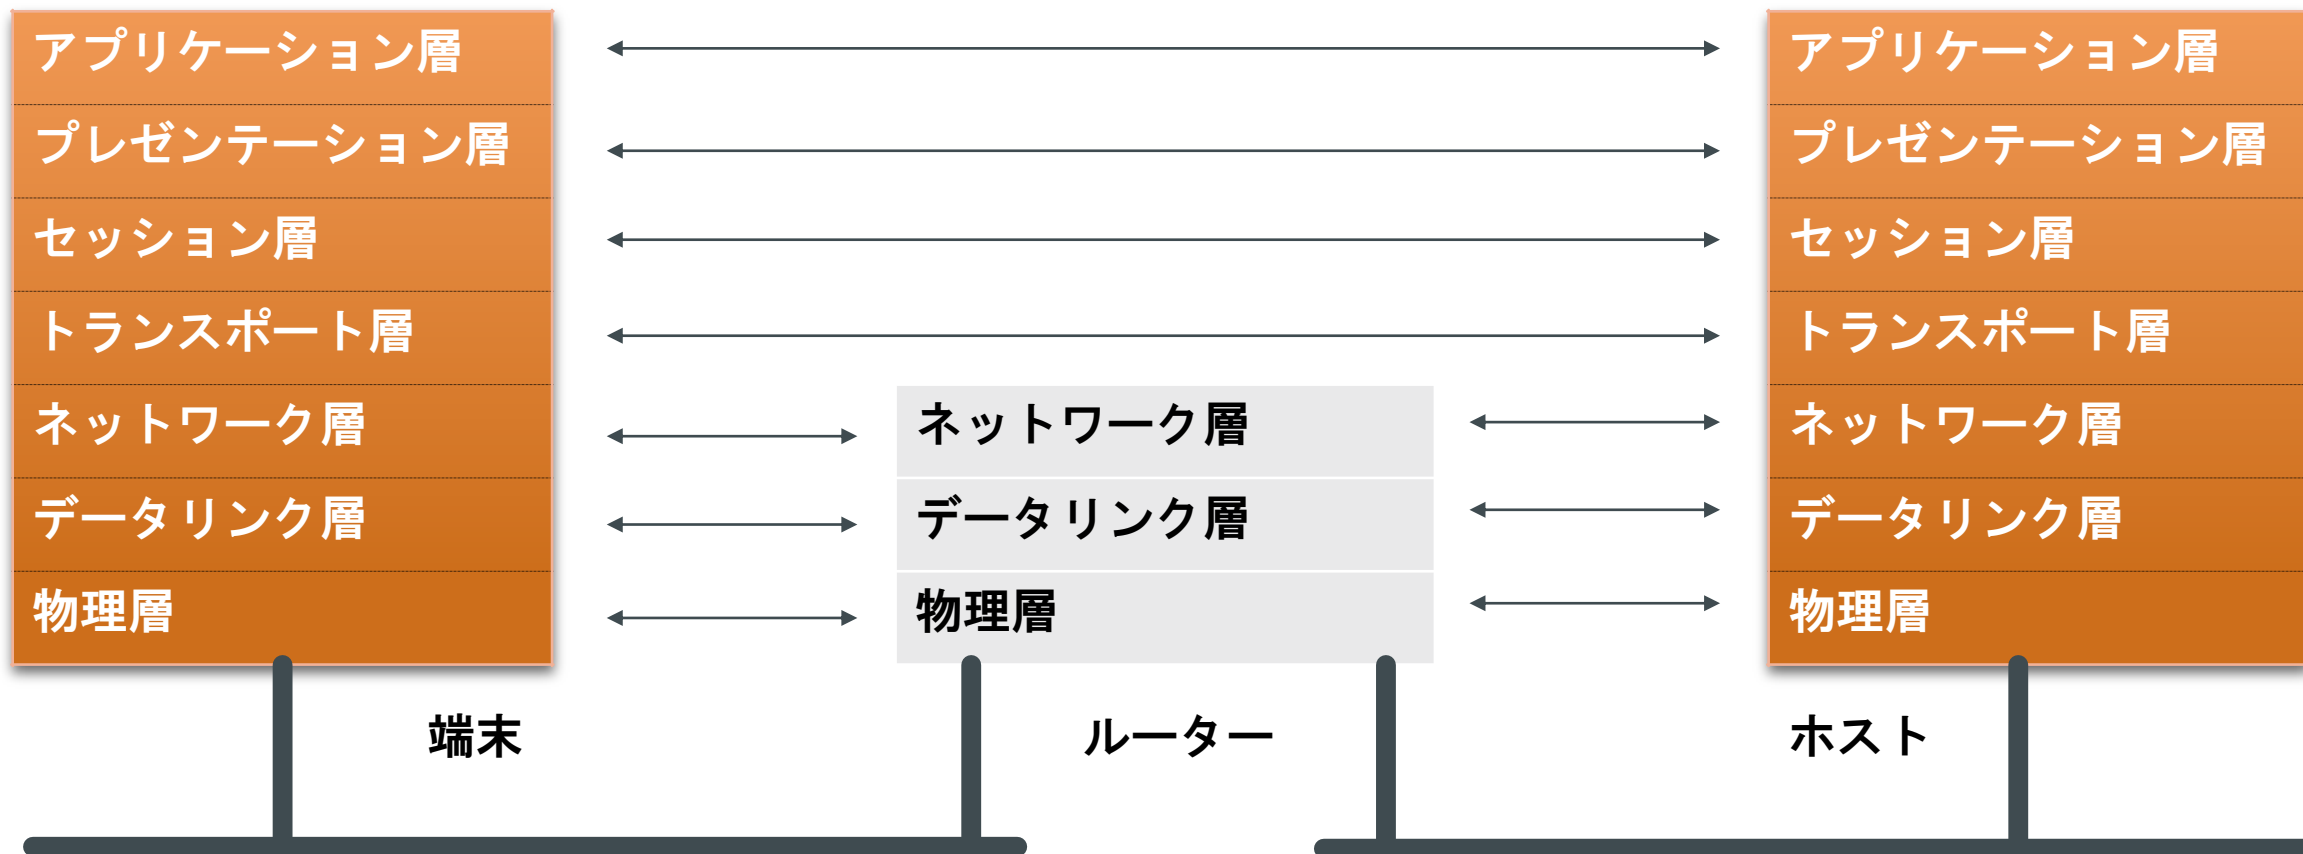 アプリケーション層
プレゼンテーション層
セッション層
トランスポート層
ネットワーク層
データリンク層
物理層
端末
ネットワーク層
データリンク層
物理層
ルーター
アプリケーション層
プレゼンテーション層
セッション層
トランスポート層
ネットワーク層
データリンク層
物理層
ホスト